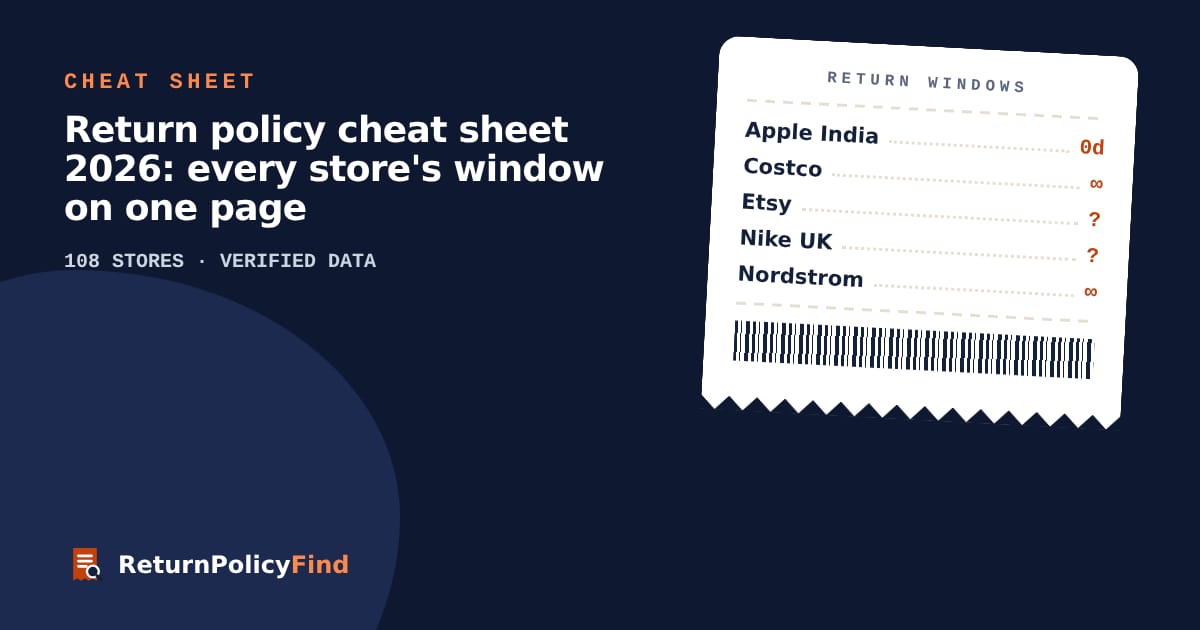 CHEAT SHEET
Return policy cheat sheet
2026: every store's window
on one page
108 STORES · VERIFIED DATA
RETURN WINDOWS
Apple India 0d
Costco ∞
Etsy ?
Nike UK ?
Nordstrom ∞
ReturnPolicyFind